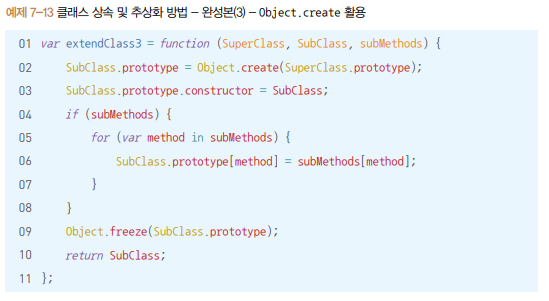 예제 7-13 클래스 상속 및 추상화 방법 - 완성본(3) - Object.create 활용
01 var extendClass3 = function (SuperClass, SubClass, subMethods) {
02 SubClass.prototype = Object.create(SuperClass.prototype);
03 SubClass.prototype.constructor = SubClass;
04 if (subMethods) {
05 for (var method in subMethods) {
06 SubClass.prototype[method] = subMethods[method];
07 }
08 }
09 Object.freeze(SubClass.prototype);
10 return SubClass;
11 };